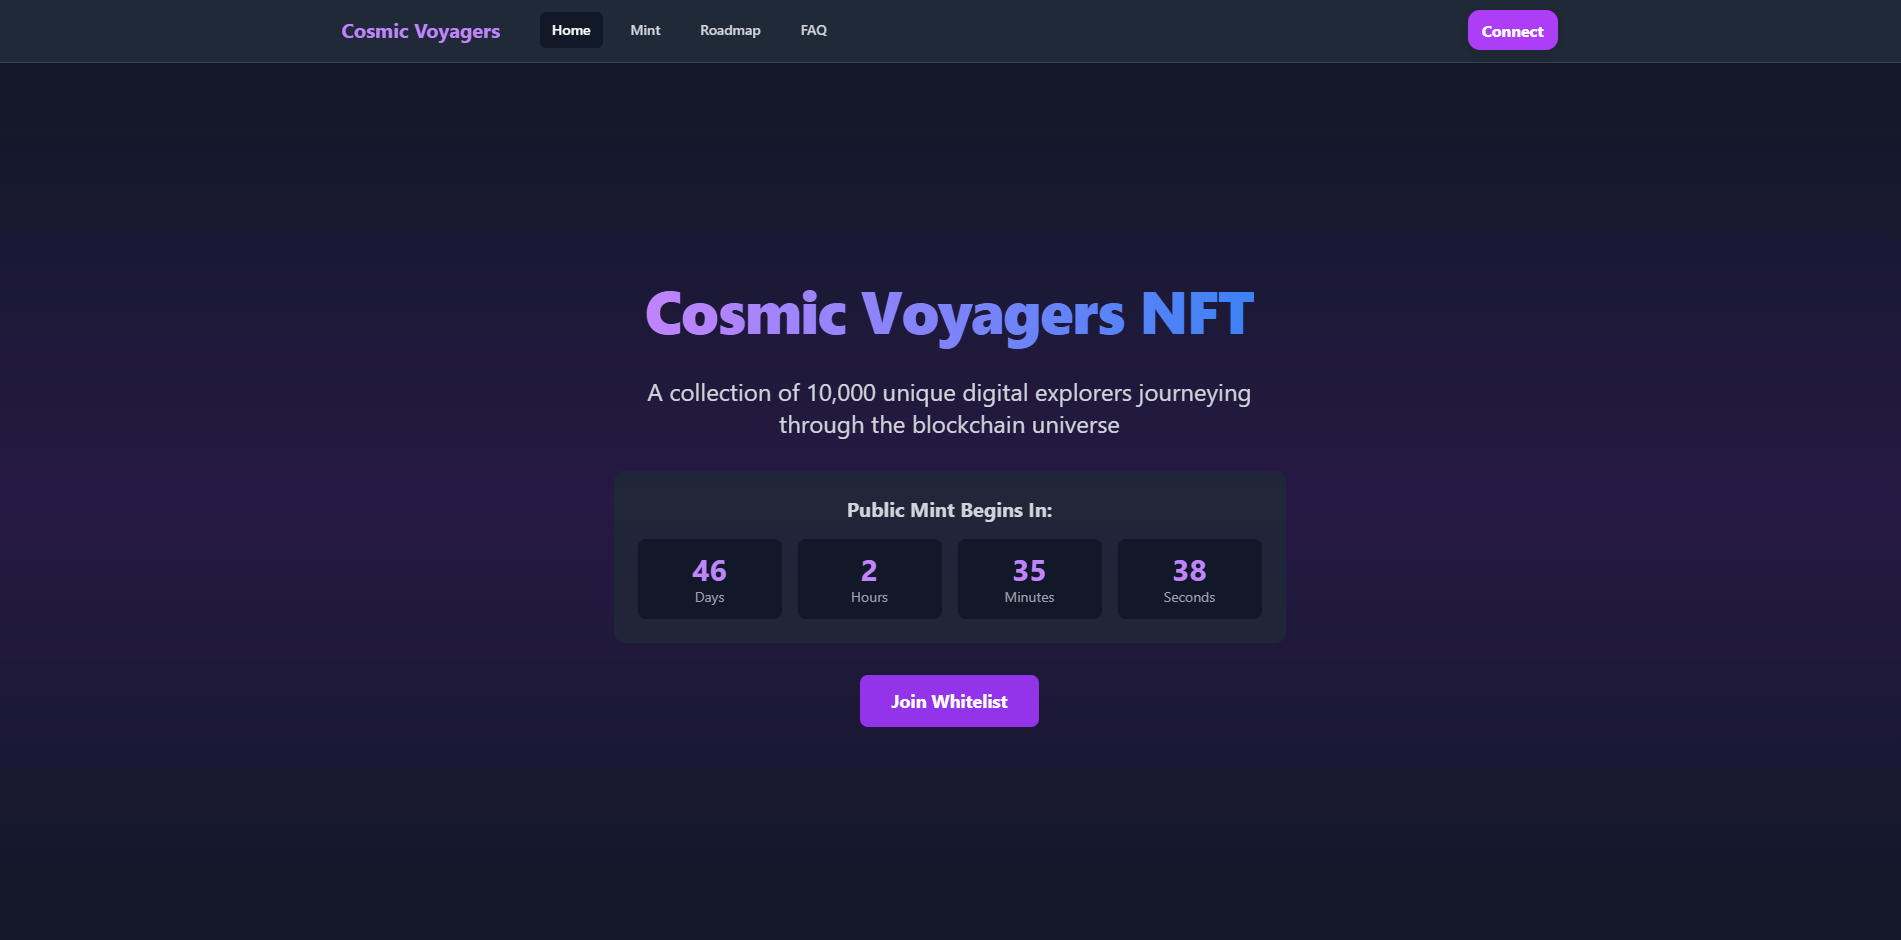 Cosmic Voyagers
Home
Mint
Roadmap
FAQ
Connect
Cosmic Voyagers NFT
A collection of 10,000 unique digital explorers journeying
through the blockchain universe
Public Mint Begins In:
46
Days
2
Hours
35
Minutes
38
Seconds
Join Whitelist